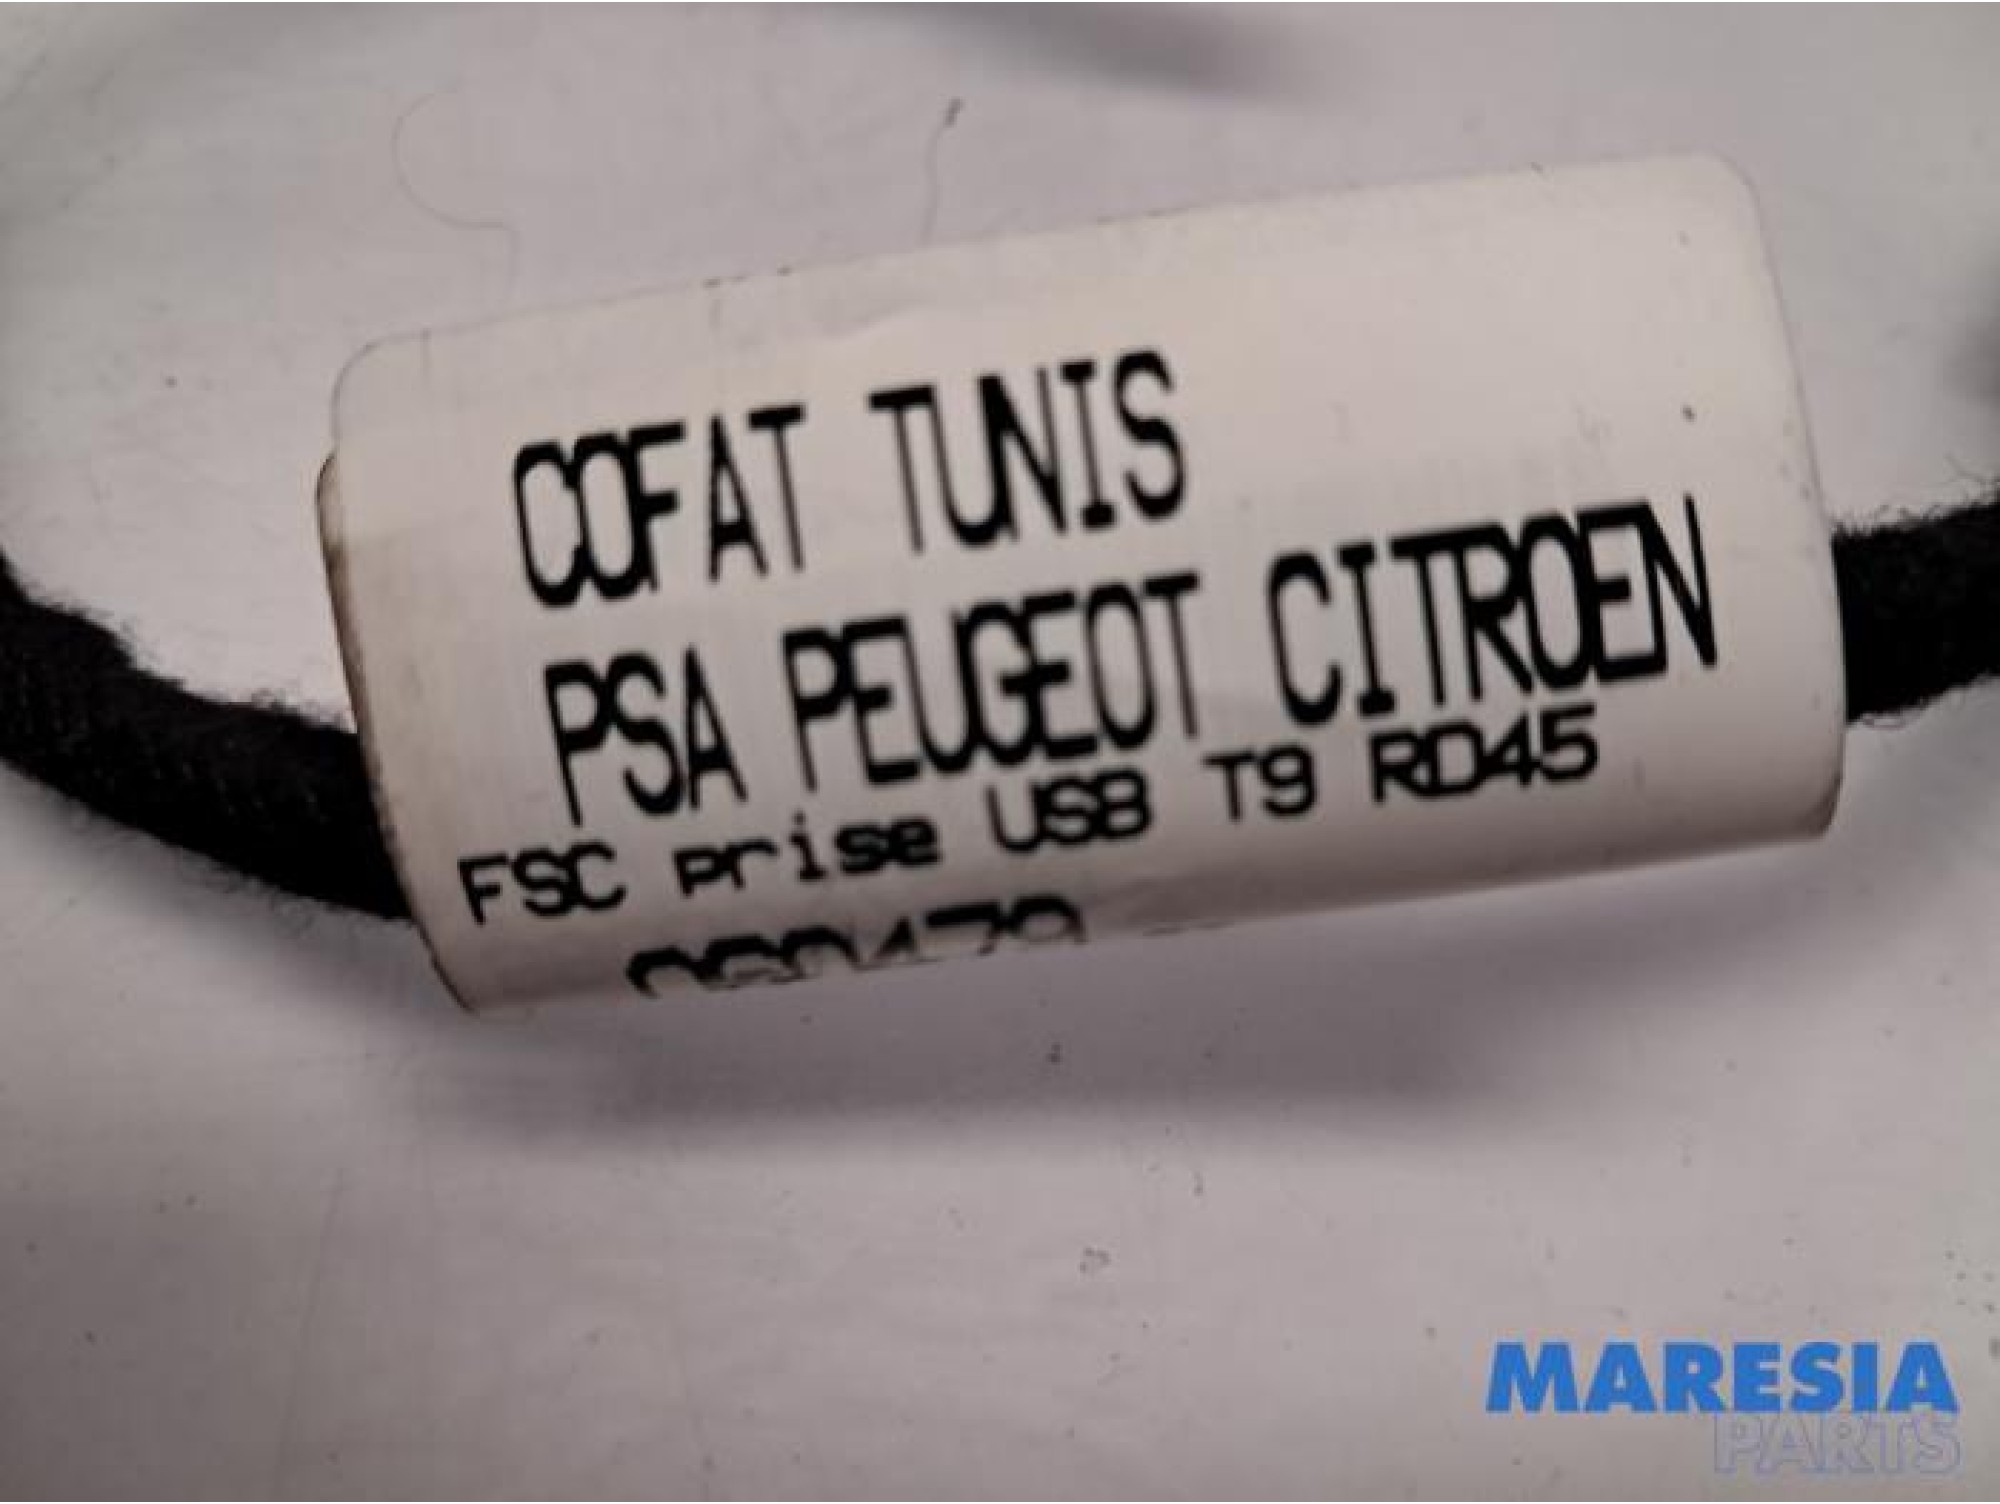 COFAT TUNIS
PSA PEUGEOT CITROEN
FSC prise USB T9 RD45
MARESIA
PARTS